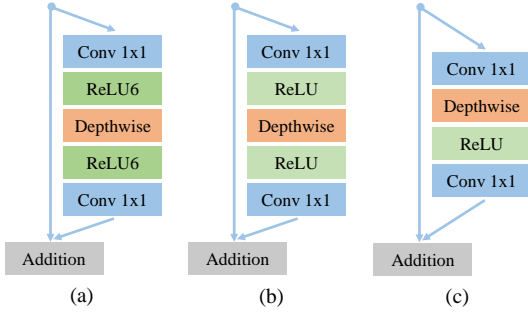 Conv 1x1
ReLU6
Depthwise
ReLU6
Conv 1x1
Addition
(a)
Conv 1x1
ReLU
Depthwise
ReLU
Conv 1x1
Addition
(b)
Conv 1x1
Depthwise
ReLU
Conv 1x1
Addition
(c)